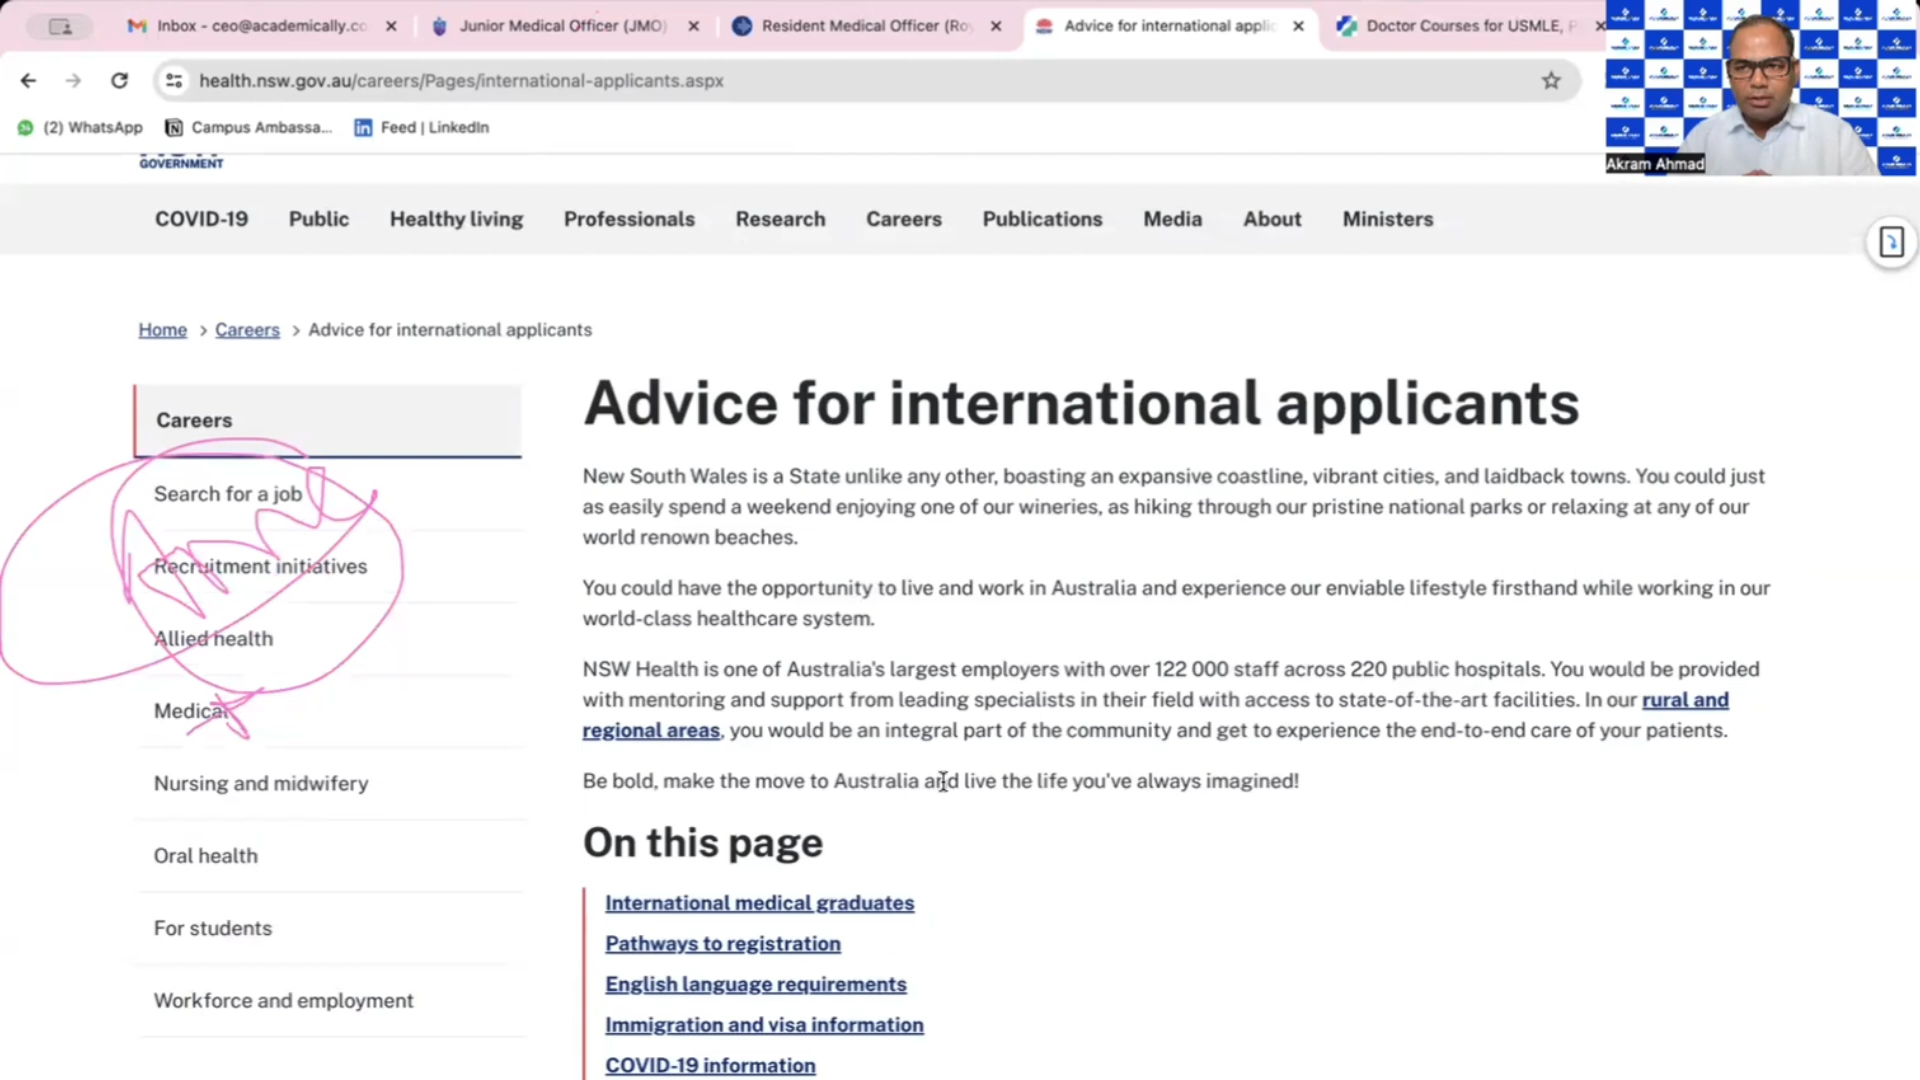 Inbox - ceo@academically.co
Junior Medical Officer (JMO)
Resident Medical Officer (Roy
Advice for international applic
Doctor Courses for USMLE, P
health.nsw.gov.au/careers/Pages/international-applicants.aspx
(2) WhatsApp
Campus Ambassa...
Feed | LinkedIn
Akram Ahmad
GOVERNMENT
COVID-19
Public
Healthy living
Professionals
Research
Careers
Publications
Media
About
Ministers
Home > Careers > Advice for international applicants
Careers
Search for a job
Recruitment initiatives
Allied health
Medical
Nursing and midwifery
Oral health
For students
Workforce and employment
Advice for international applicants
New South Wales is a State unlike any other, boasting an expansive coastline, vibrant cities, and laidback towns. You could just
as easily spend a weekend enjoying one of our wineries, as hiking through our pristine national parks or relaxing at any of our
world renown beaches.
You could have the opportunity to live and work in Australia and experience our enviable lifestyle firsthand while working in our
world-class healthcare system.
NSW Health is one of Australia's largest employers with over 122 000 staff across 220 public hospitals. You would be provided
with mentoring and support from leading specialists in their field with access to state-of-the-art facilities. In our rural and
regional areas, you would be an integral part of the community and get to experience the end-to-end care of your patients.
Be bold, make the move to Australia and live the life you've always imagined!
On this page
International medical graduates
Pathways to registration
English language requirements
Immigration and visa information
COVID-19 information